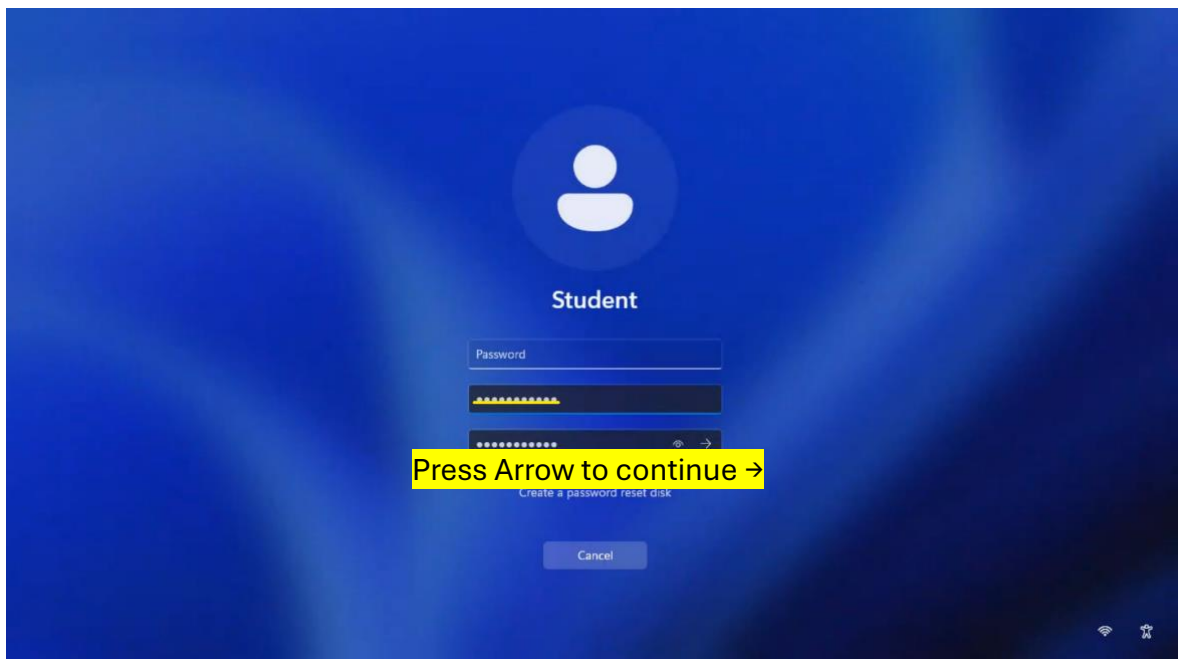 Student
Password
•••••••••••
•••••••••••
Press Arrow to continue →
Create a password reset disk
Cancel